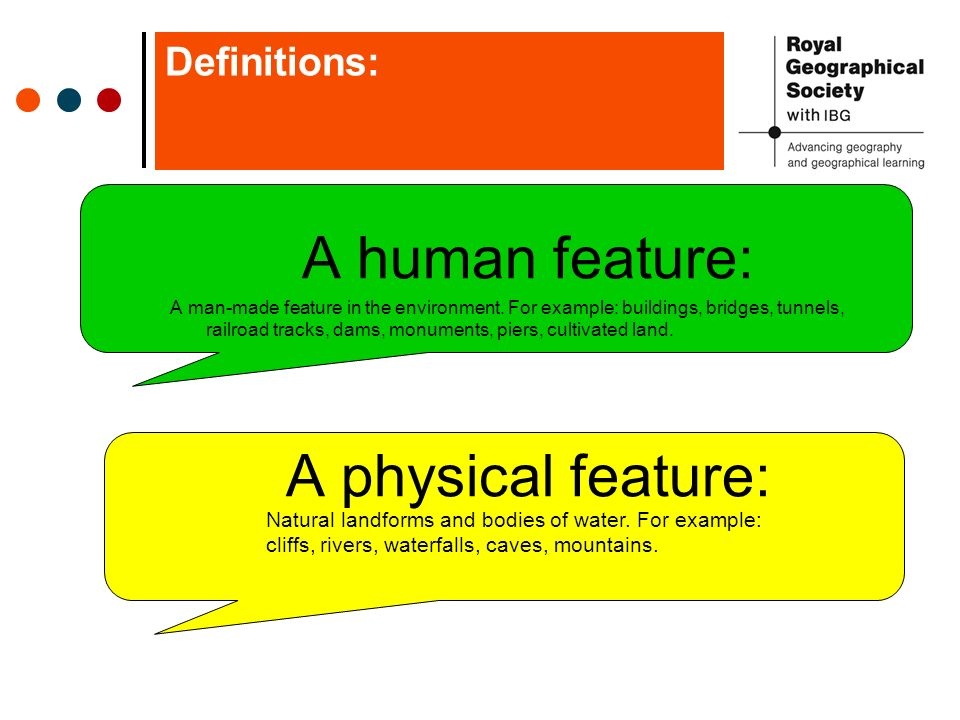 Definitions:
Royal
Geographical
Society
with IBG
Advancing geography
and geographical learning
A human feature:
A man-made feature in the environment. For example: buildings, bridges, tunnels,
railroad tracks, dams, monuments, piers, cultivated land.
A physical feature:
Natural landforms and bodies of water. For example:
cliffs, rivers, waterfalls, caves, mountains.